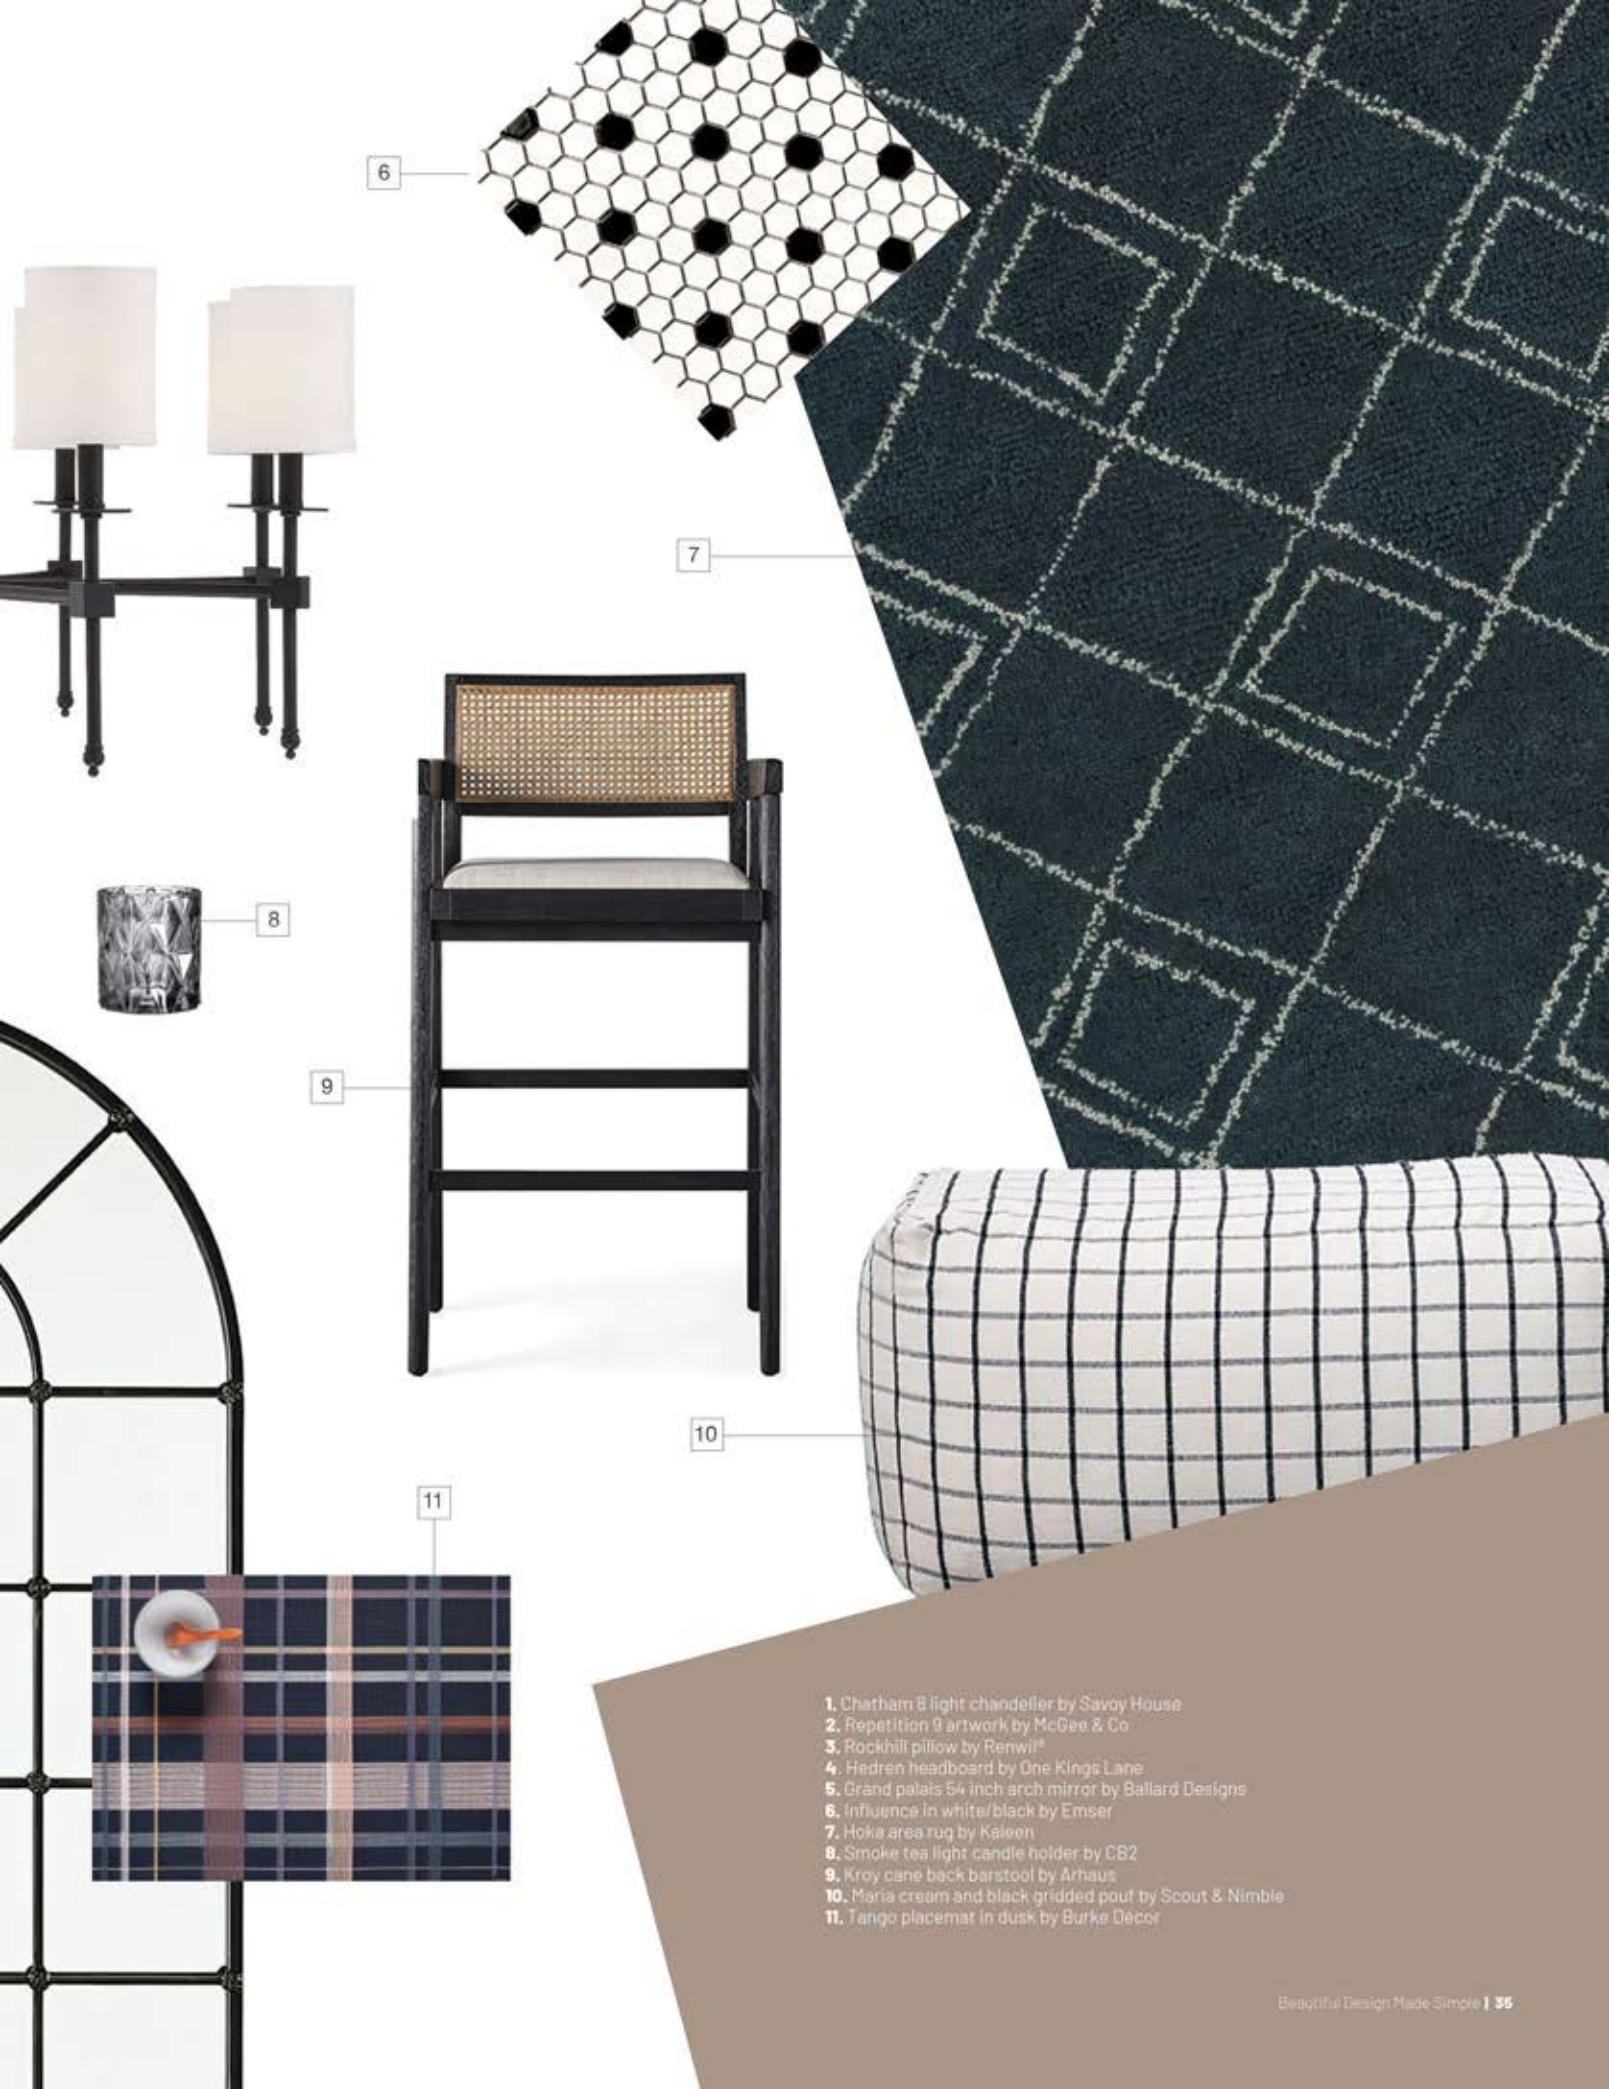 6
7
8
9
10
11
1. Chatham 8 light chandelier by Savoy House
2. Repetition 9 artwork by McGee & Co
3. Rockhill pillow by Renwil®
4. Hedren headboard by One Kings Lane
5. Grand palais 54 inch arch mirror by Ballard Designs
6. Influence in white/black by Emser
7. Hoka area rug by Kaleen
8. Smoke tea light candle holder by CB2
9. Kroy cane back barstool by Arhaus
10. Maria cream and black gridded pouf by Scout & Nimble
11. Tango placemat in dusk by Burke Décor
Beautiful Design Made Simple | 35